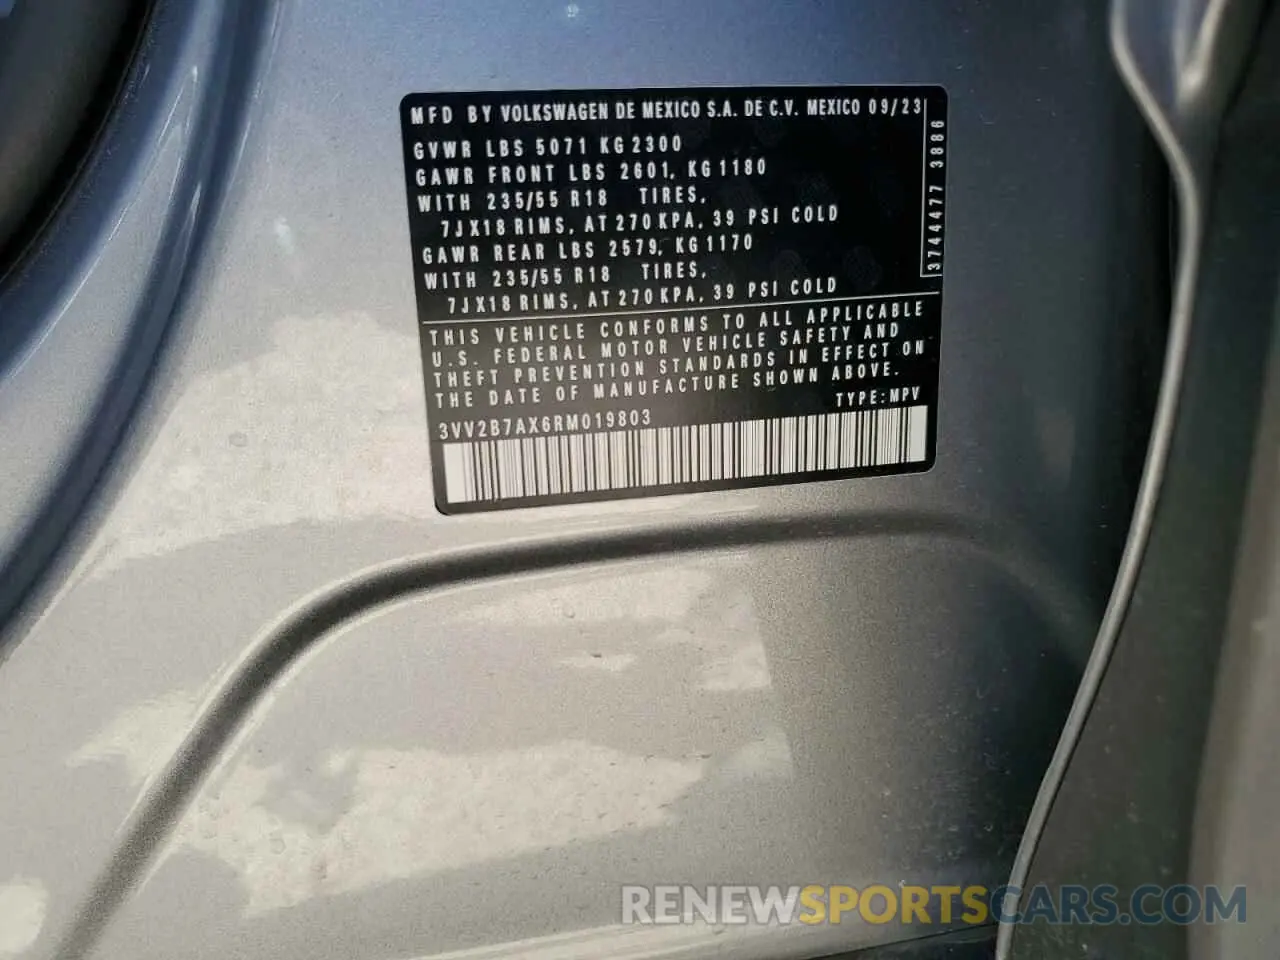 MFD BY VOLKSWAGEN DE MEXICO S.A. DE C.V. MEXICO 09/23
GVWR LBS 5071 KG 2300
GAWR FRONT LBS 2601, KG 1180
WITH 235/55 R18 TIRES,
7JX18 RIMS, AT 270 KPA, 39 PSI COLD
GAWR REAR LBS 2579, KG 1170
WITH 235/55 R18 TIRES,
7JX18 RIMS, AT 270 KPA, 39 PSI COLD
3744477 3886
THIS VEHICLE CONFORMS TO ALL APPLICABLE
U.S. FEDERAL MOTOR VEHICLE SAFETY AND
THEFT PREVENTION STANDARDS IN EFFECT ON
THE DATE OF MANUFACTURE SHOWN ABOVE.
TYPE: MPV
3VV2B7AX6RM019803
RENEWSPORTSCARS.COM